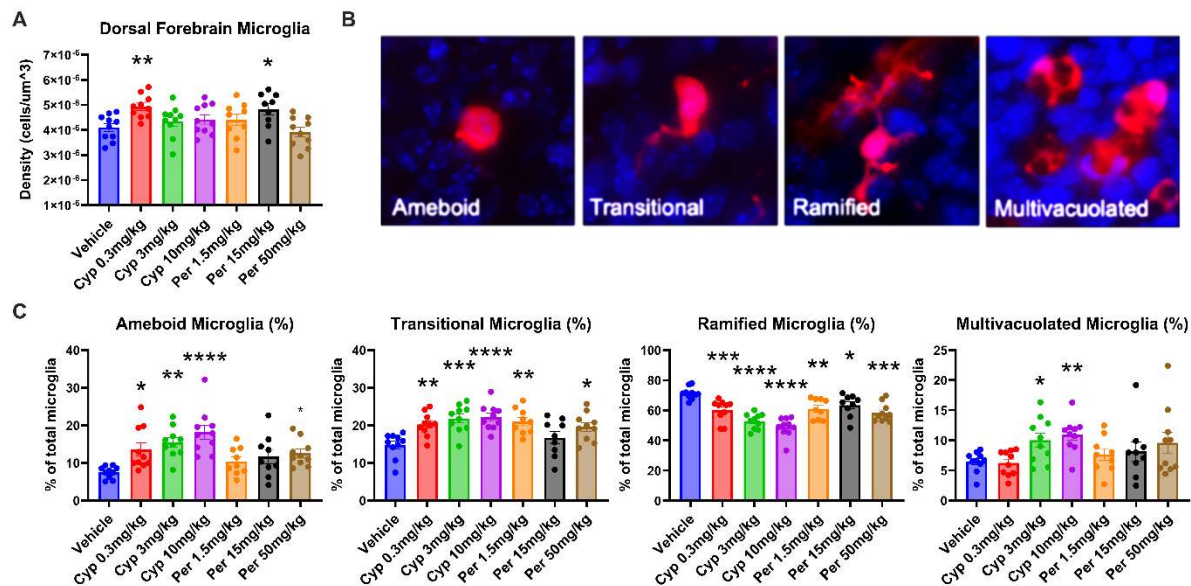 A
Dorsal Forebrain Microglia
Density (cells/um^3)
7×10⁻⁶
6×10⁻⁶
5×10⁻⁶
4×10⁻⁶
3×10⁻⁶
2×10⁻⁶
1×10⁻⁶
**
*
Vehicle
Cyp 0.3mg/kg
Cyp 3mg/kg
Cyp 10mg/kg
Per 1.5mg/kg
Per 15mg/kg
Per 50mg/kg
B
Ameboid
Transitional
Ramified
Multivacuolated
C
Ameboid Microglia (%)
% of total microglia
40
30
20
10
0
*
**
****
*
Vehicle
Cyp 0.3mg/kg
Cyp 3mg/kg
Cyp 10mg/kg
Per 1.5mg/kg
Per 15mg/kg
Per 50mg/kg
Transitional Microglia (%)
% of total microglia
40
30
20
10
0
**
***
****
**
*
Vehicle
Cyp 0.3mg/kg
Cyp 3mg/kg
Cyp 10mg/kg
Per 1.5mg/kg
Per 15mg/kg
Per 50mg/kg
Ramified Microglia (%)
% of total microglia
100
80
60
40
20
0
***
****
****
**
*
***
Vehicle
Cyp 0.3mg/kg
Cyp 3mg/kg
Cyp 10mg/kg
Per 1.5mg/kg
Per 15mg/kg
Per 50mg/kg
Multivacuolated Microglia (%)
% of total microglia
25
20
15
10
5
0
*
**
Vehicle
Cyp 0.3mg/kg
Cyp 3mg/kg
Cyp 10mg/kg
Per 1.5mg/kg
Per 15mg/kg
Per 50mg/kg